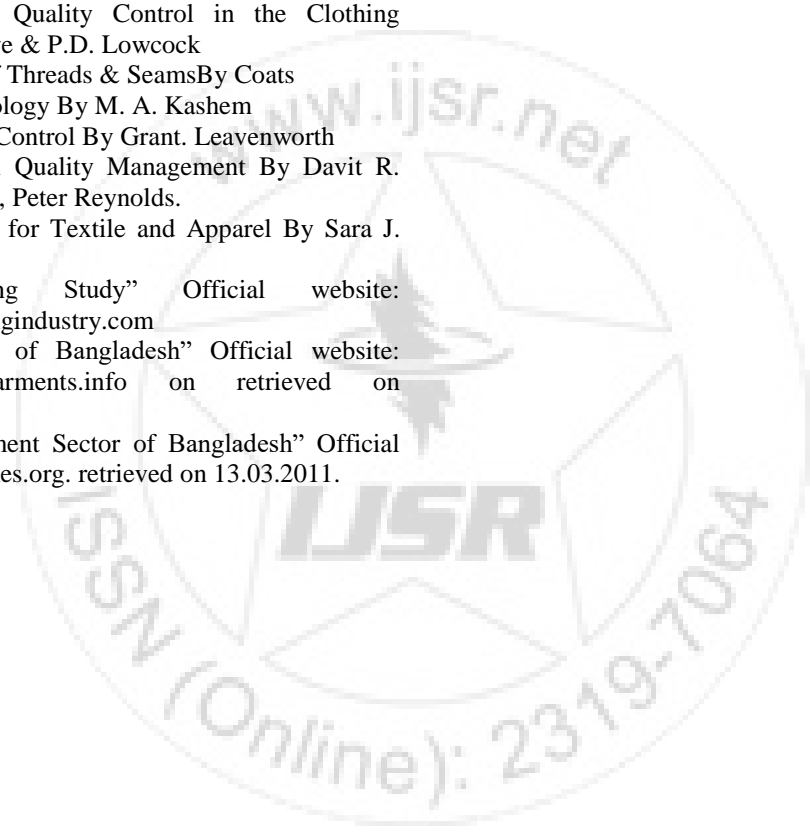 Quality Control in the Clothing
e & P.D. Lowcock
Threads & SeamsBy Coats
ology By M. A. Kashem
Control By Grant. Leavenworth
Quality Management By Davit R.
, Peter Reynolds.
for Textile and Apparel By Sara J.
ng Study” Official website:
gindustry.com
of Bangladesh” Official website:
arments.info on retrieved on
nent Sector of Bangladesh” Official
es.org. retrieved on 13.03.2011.
www.ijsr.net
IJSR
ISSN (Online): 2319-7064